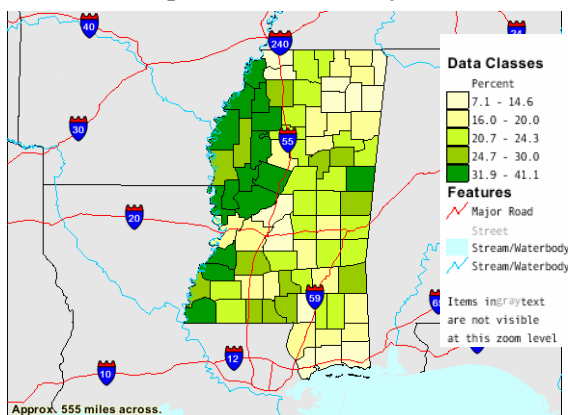 40
240
24
Data Classes
Percent
7.1 - 14.6
16.0 - 20.0
20.7 - 24.3
24.7 - 30.0
31.9 - 41.1
Features
Major Road
Street
Stream/Waterbody
Stream/Waterbody
Items in gray text
are not visible
at this zoom level
30
55
20
59
65
12
10
Approx. 555 miles across.